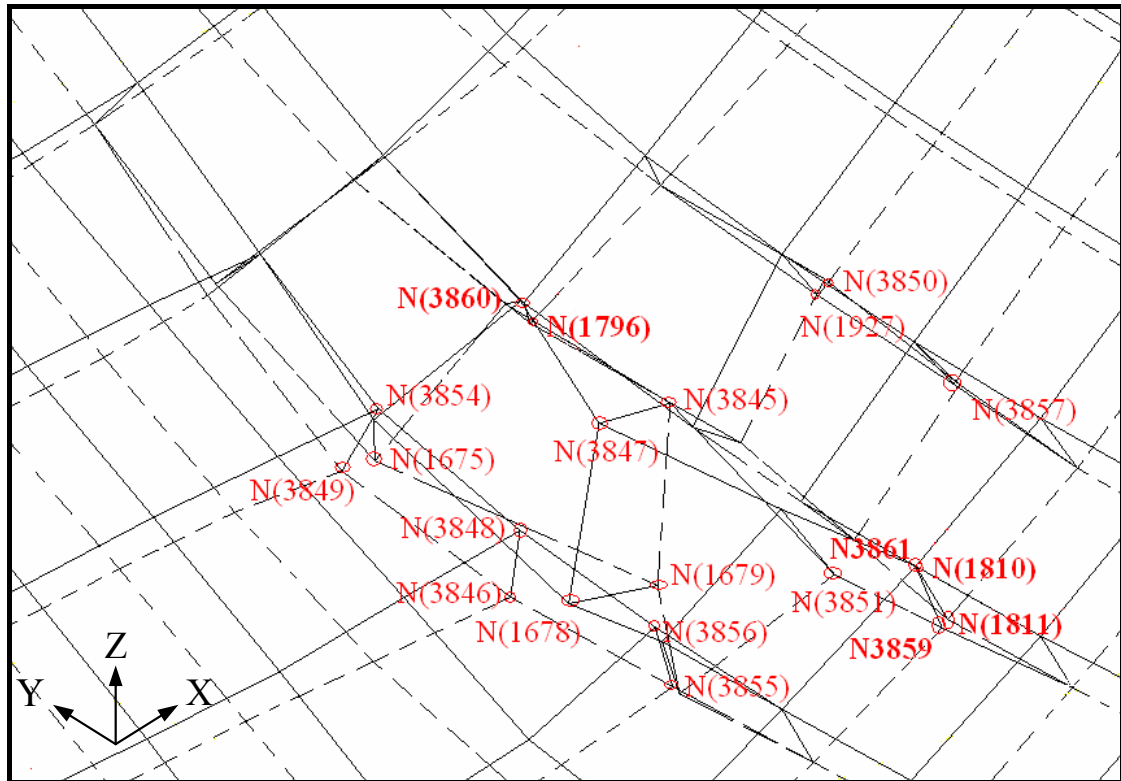 N(3850)
N(3860)
N(1796)
N(1927)
N(3854)
N(3845)
N(3857)
N(3847)
N(1675)
N(3849)
N(3848)
N3861
N(1810)
N(1679)
N(3851)
N(3846)
N(1678)
N(3856)
N(1811)
N3859
Z
N(3855)
Y
X